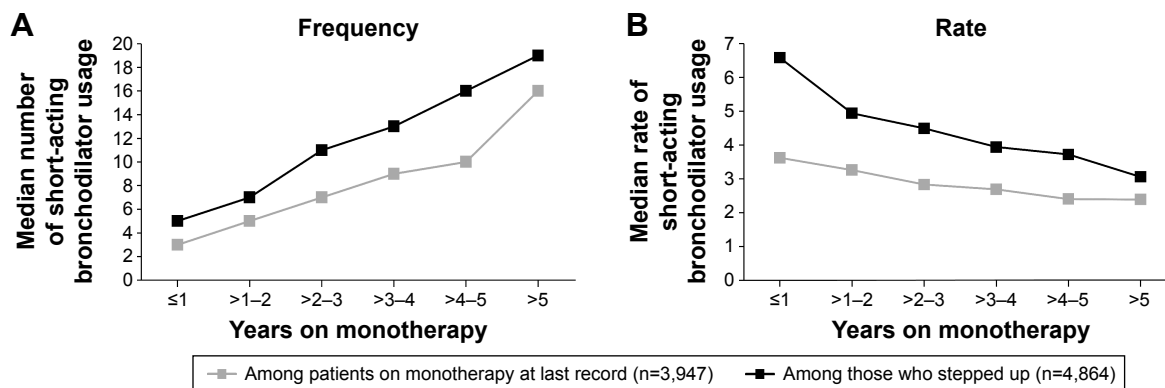 A
Frequency
Median number
of short-acting
bronchodilator usage
20
18
16
14
12
10
8
6
4
2
0
≤1 >1–2 >2–3 >3–4 >4–5 >5
Years on monotherapy
B
Rate
Median rate of
short-acting
bronchodilator usage
7
6
5
4
3
2
1
0
≤1 >1–2 >2–3 >3–4 >4–5 >5
Years on monotherapy
Among patients on monotherapy at last record (n=3,947) Among those who stepped up (n=4,864)